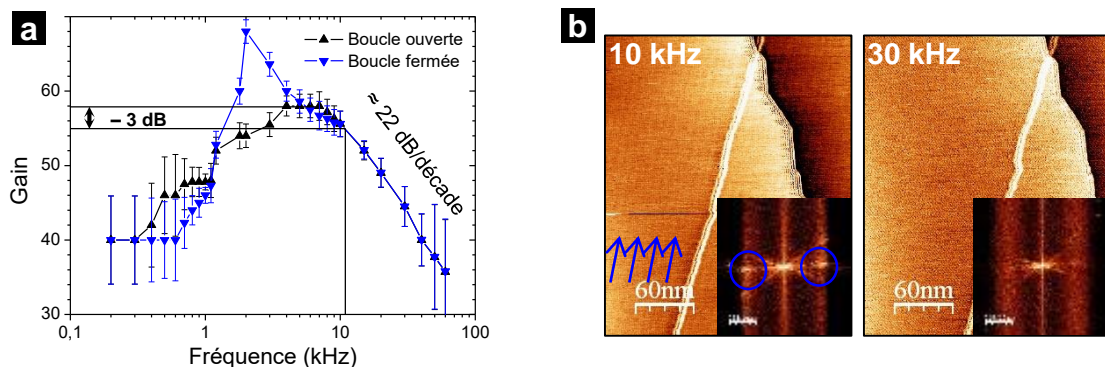 a
Gain
60
50
40
30
0,1
1
10
100
Fréquence (kHz)
Boucle ouverte
Boucle fermée
– 3 dB
≈ 22 dB/décade
b
10 kHz
60nm
30 kHz
60nm